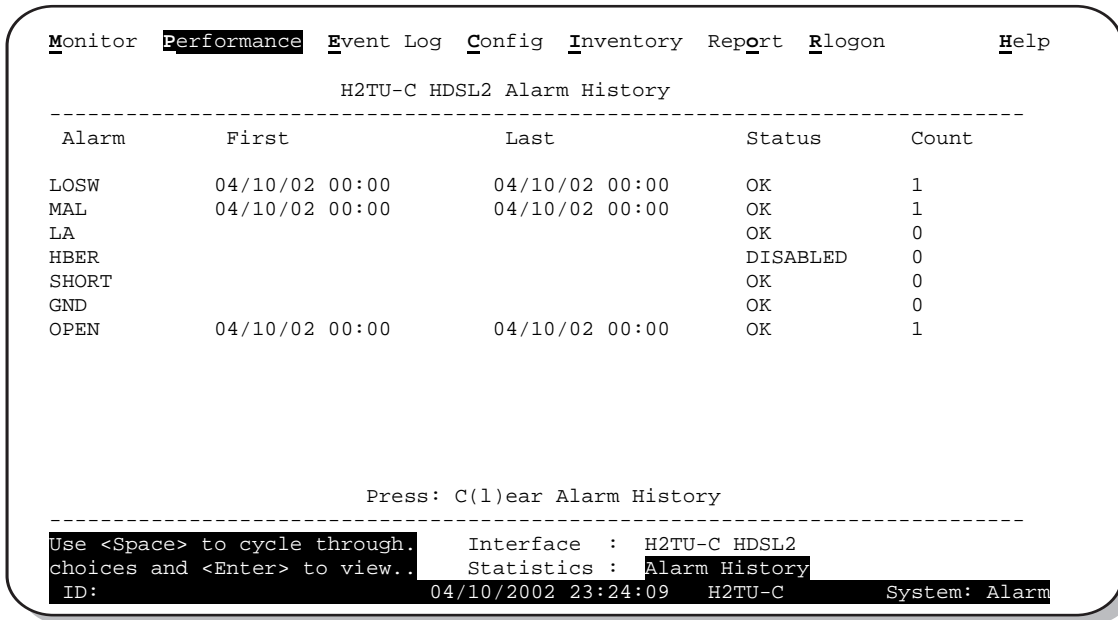 Monitor Performance Event Log Config Inventory Report Rlogon Help
H2TU-C HDSL2 Alarm History
------------------------------------------------------------------------------
Alarm First Last Status Count
LOSW 04/10/02 00:00 04/10/02 00:00 OK 1
MAL 04/10/02 00:00 04/10/02 00:00 OK 1
LA OK 0
HBER DISABLED 0
SHORT OK 0
GND OK 0
OPEN 04/10/02 00:00 04/10/02 00:00 OK 1
Press: C(l)ear Alarm History
------------------------------------------------------------------------------
Use <Space> to cycle through. Interface : H2TU-C HDSL2
choices and <Enter> to view.. Statistics : Alarm History
ID: 04/10/2002 23:24:09 H2TU-C System: Alarm